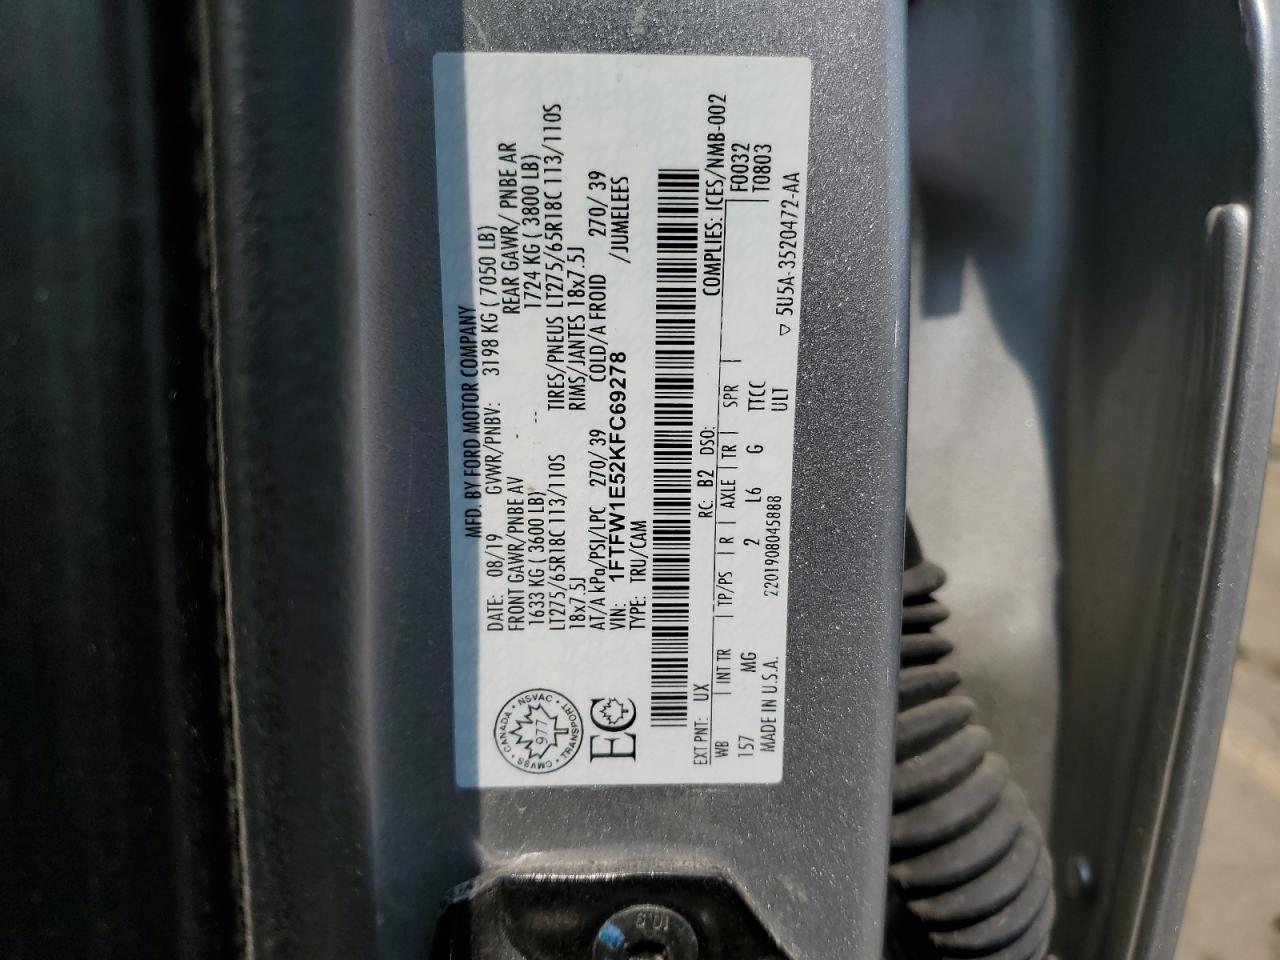 MFD. BY FORD MOTOR COMPANY
DATE: 08/19 GVWR/PNBV: 3198 KG ( 7050 LB)
FRONT GAWR/PNBE AV - REAR GAWR/ PNBE AR
1633 KG ( 3600 LB) -- 1724 KG ( 3800 LB)
LT275/65R18C 113/110S TIRES/PNEUS LT275/65R18C 113/110S
18x7.5J RIMS/JANTES 18x7.5J
AT/A kPa/PSI/LPC 270/ 39 COLD/A FROID 270/ 39
VIN: 1FTFW1E52KFC69278 /JUMELEES
TYPE: TRU/CAM
CANADA · NSVAC · TRANSPORT · CMVSS
977
EC
COMPLIES: ICES/NMB-002
EXT PNT: UX RC: B2 DSO: F0032
WB | INT TR | TP/PS | R | AXLE | TR | SPR | T0803
157 MG 2 L6 G TTCC
MADE IN U.S.A. 2201908045888 ULT ▽ 5U5A-3520472-AA
10.9